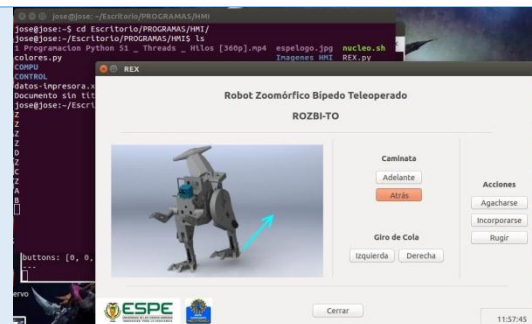 jose@jose: ~/Escritorio/PROGRAMAS/HMI
jose@jose:~$ cd Escritorio/PROGRAMAS/HMI/
jose@jose:~/Escritorio/PROGRAMAS/HMI$ ls
1 Programacion Python 51 _ Threads _ Hilos [360p].mp4 espelogo.jpg nucleo.sh
colores.py Imagenes HMI REX.py
COMPU
CONTROL
datos-impresora.x
Documento sin tit
jose@jose:~/Escri
Z
Z
Z
Z
D
Z
C
Z
A
B
buttons: [0, 0,
---
ervo
REX
Robot Zoomórfico Bípedo Teleoperado
ROZBI-TO
Caminata
Adelante
Atrás
Giro de Cola
Izquierda Derecha
Acciones
Agacharse
Incorporarse
Rugir
ESPE
Cerrar
11:57:45